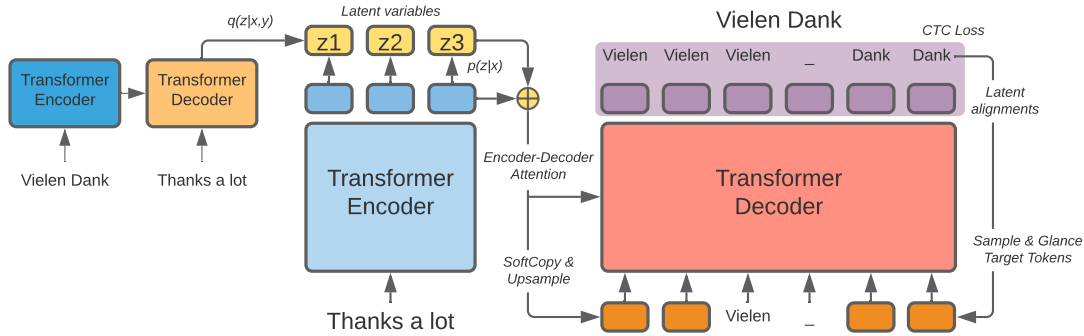 q(z|x,y)
Latent variables
z1
z2
z3
p(z|x)
Transformer
Encoder
Transformer
Decoder
Vielen Dank
Thanks a lot
Transformer
Encoder
Thanks a lot
Encoder-Decoder
Attention
SoftCopy &
Upsample
Vielen Dank
CTC Loss
Vielen Vielen Vielen _ Dank Dank
Latent
alignments
Transformer
Decoder
Sample & Glance
Target Tokens
Vielen _